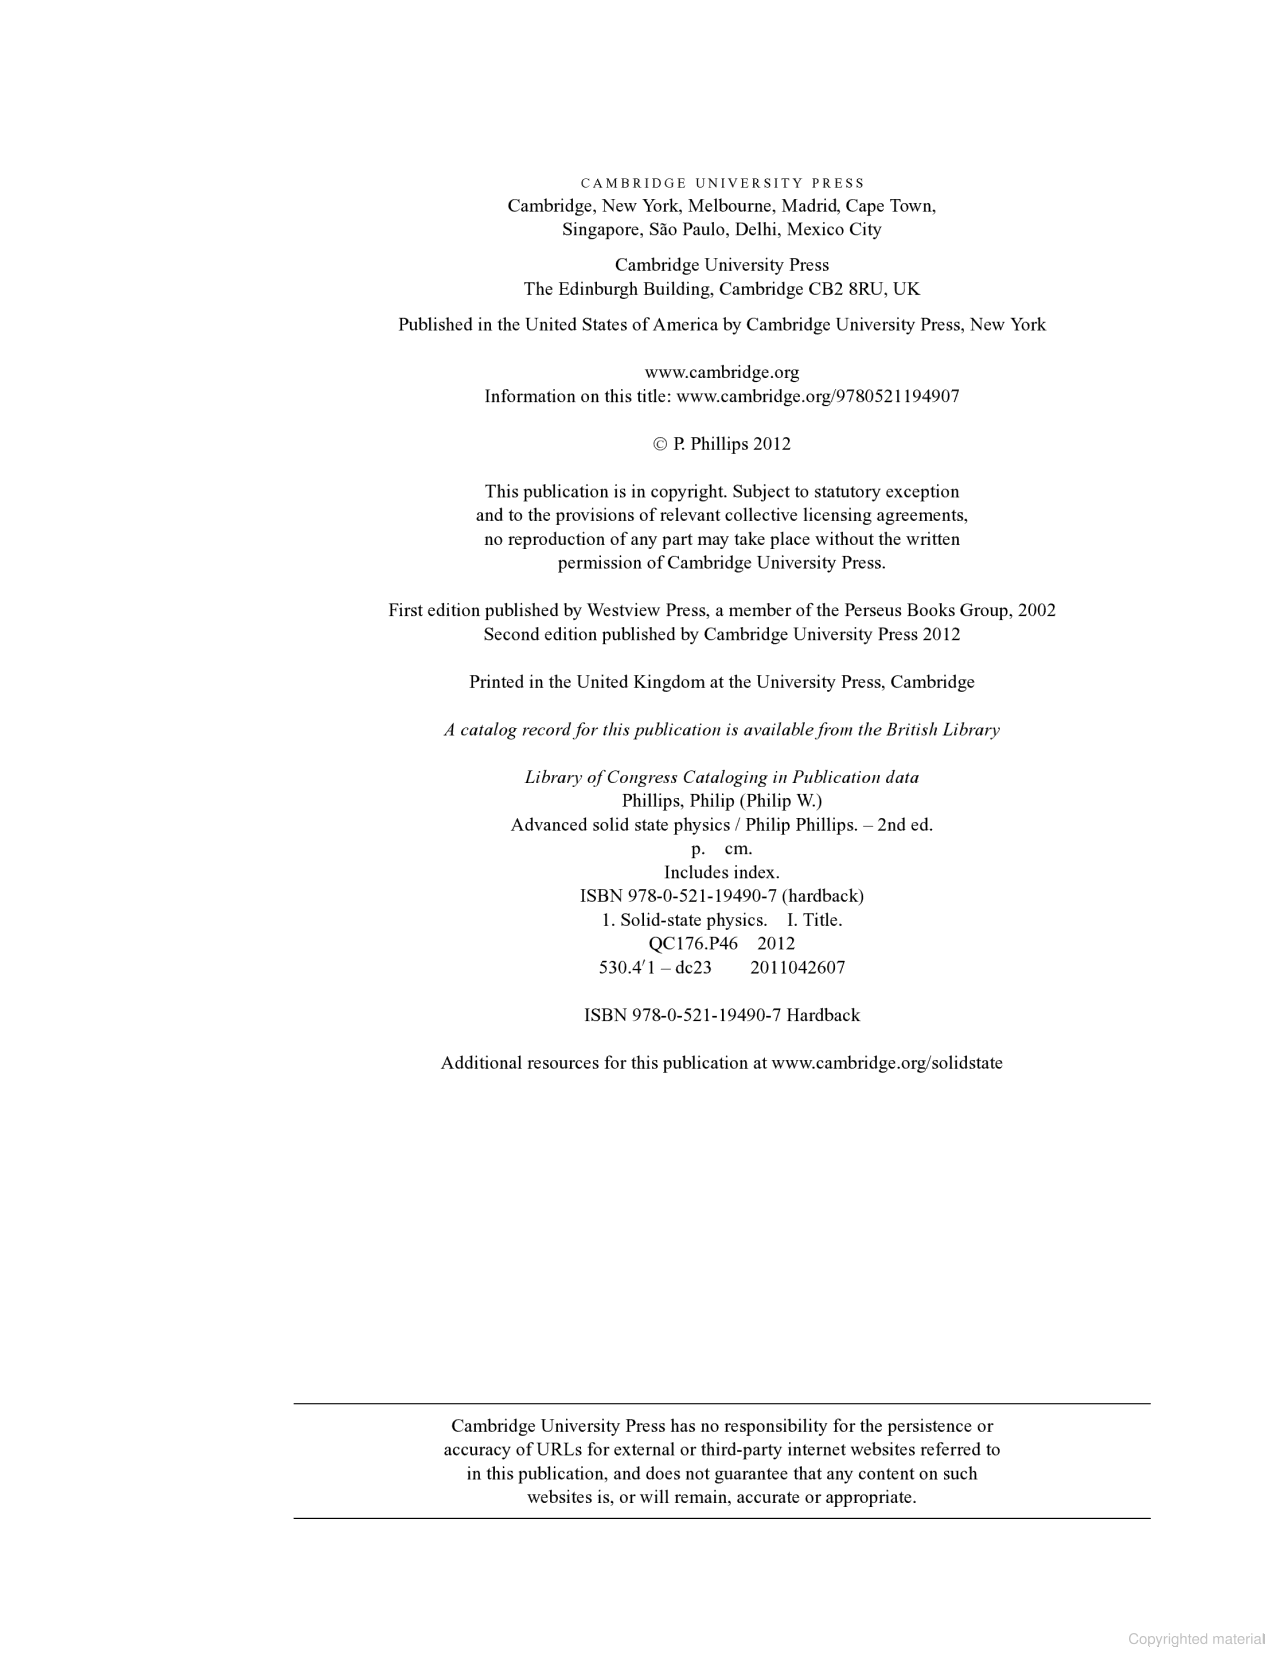 CAMBRIDGE UNIVERSITY PRESS
Cambridge, New York, Melbourne, Madrid, Cape Town,
Singapore, São Paulo, Delhi, Mexico City
Cambridge University Press
The Edinburgh Building, Cambridge CB2 8RU, UK
Published in the United States of America by Cambridge University Press, New York
www.cambridge.org
Information on this title: www.cambridge.org/9780521194907
© P. Phillips 2012
This publication is in copyright. Subject to statutory exception
and to the provisions of relevant collective licensing agreements,
no reproduction of any part may take place without the written
permission of Cambridge University Press.
First edition published by Westview Press, a member of the Perseus Books Group, 2002
Second edition published by Cambridge University Press 2012
Printed in the United Kingdom at the University Press, Cambridge
A catalog record for this publication is available from the British Library
Library of Congress Cataloging in Publication data
Phillips, Philip (Philip W.)
Advanced solid state physics / Philip Phillips. – 2nd ed.
p. cm.
Includes index.
ISBN 978-0-521-19490-7 (hardback)
1. Solid-state physics. I. Title.
QC176.P46 2012
530.4′1 – dc23 2011042607
ISBN 978-0-521-19490-7 Hardback
Additional resources for this publication at www.cambridge.org/solidstate
Cambridge University Press has no responsibility for the persistence or
accuracy of URLs for external or third-party internet websites referred to
in this publication, and does not guarantee that any content on such
websites is, or will remain, accurate or appropriate.
Copyrighted material